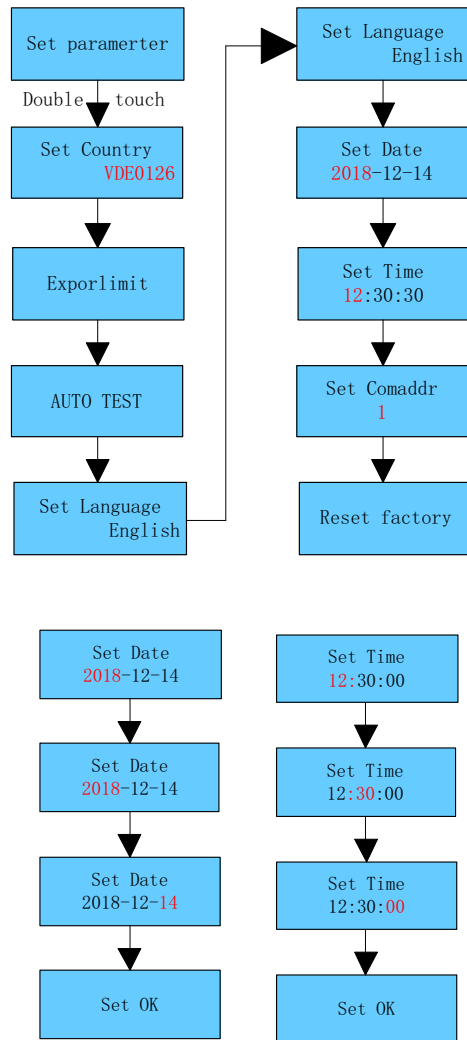 Set paramerter
Double touch
Set Country
VDE0126
Exporlimit
AUTO TEST
Set Language
English
Set Language
English
Set Date
2018-12-14
Set Time
12:30:30
Set Comaddr
1
Reset factory
Set Date
2018-12-14
Set Date
2018-12-14
Set Date
2018-12-14
Set OK
Set Time
12:30:00
Set Time
12:30:00
Set Time
12:30:00
Set OK